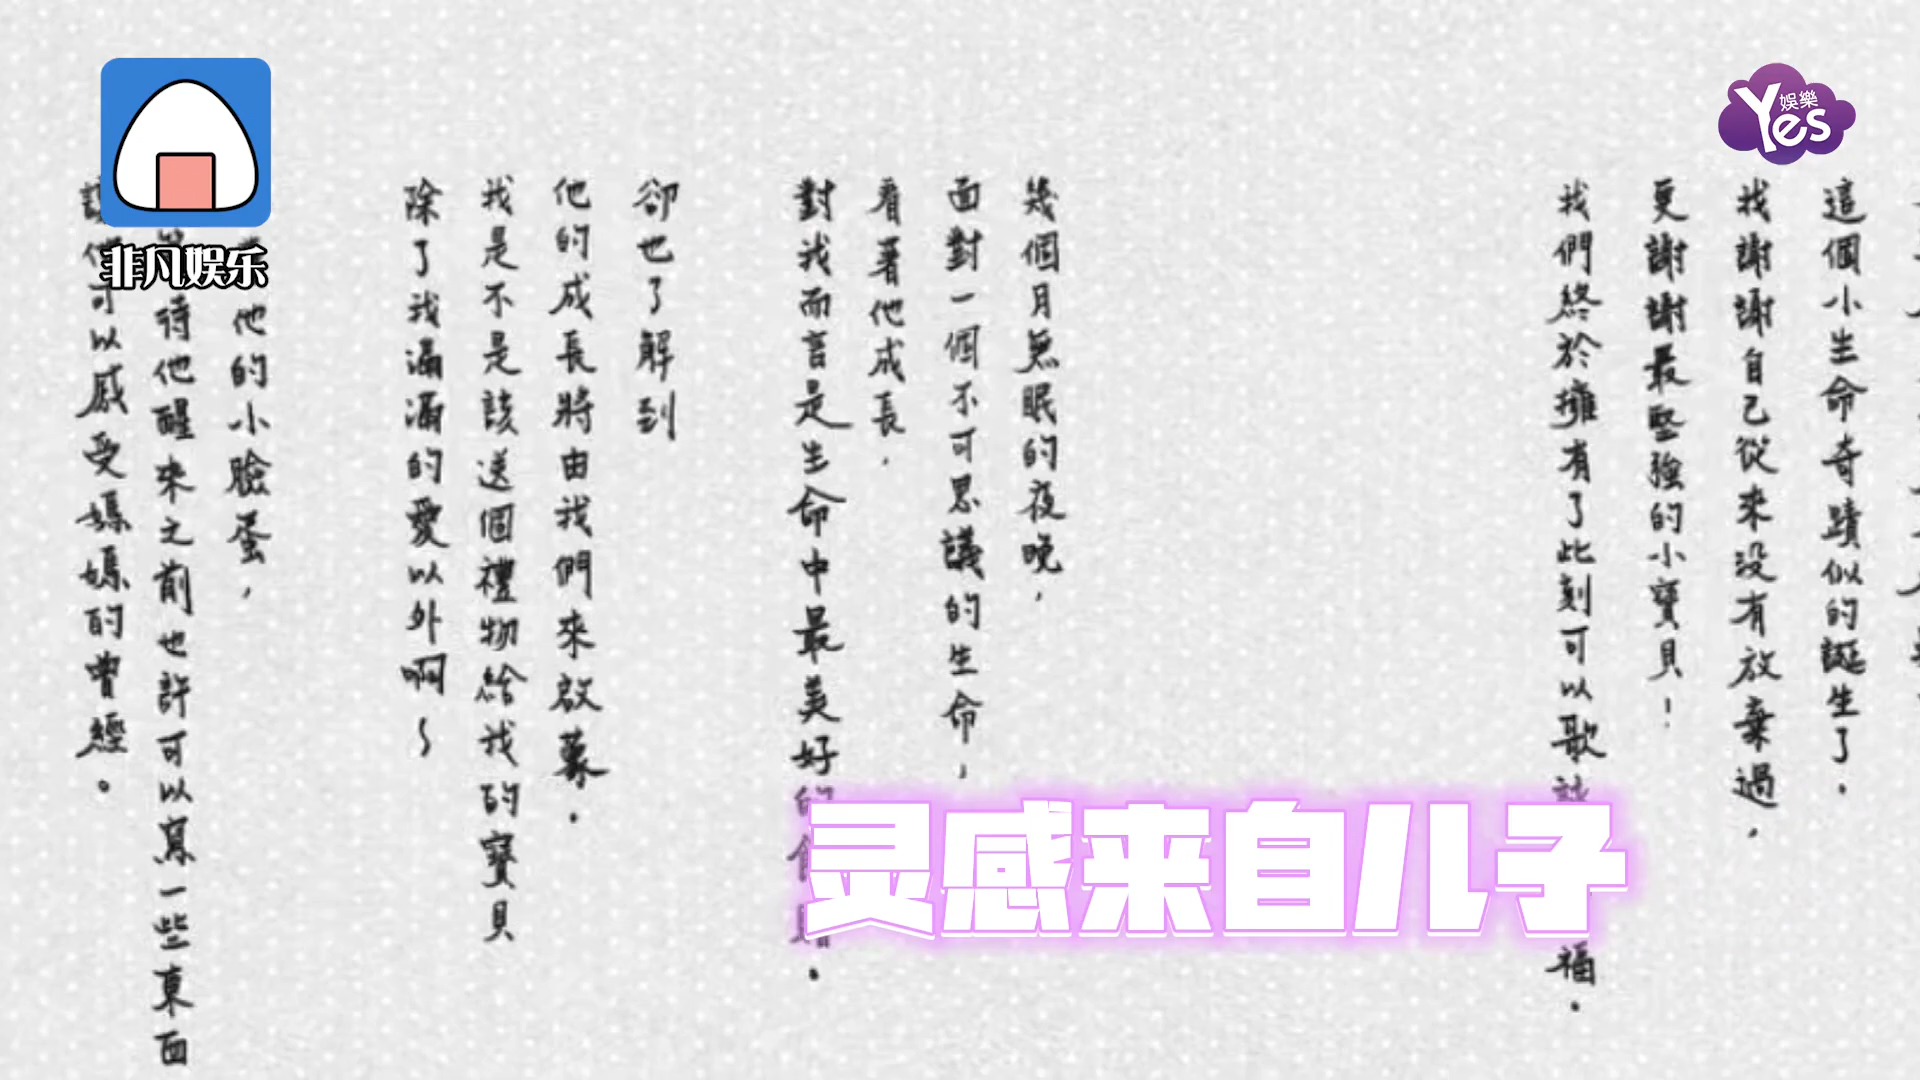 這個小生命奇蹟似的誕生了.
我謝謝自己從來没有放棄過,
更謝謝最堅強的小寶貝!
我們終於擁有了此刻可以歌
福.
幾個月無眠的夜晚,
面對一個不可思議的生命,
看著他成長,
對我而言是生命中最美好的
卻也了解到
他的成長將由我們來啟蒙.
我是不是該送個禮物給我的寶貝
除了我滿滿的愛以外啊~
他的小臉蛋,
待他醒來之前也許可以寫一些東西
可以感受媽媽的曾經。
非凡娱乐
Yes娛樂
灵感来自儿子